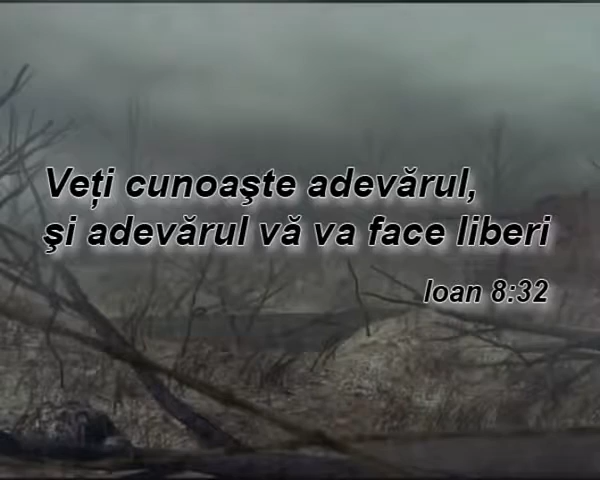 Veți cunoaşte adevărul,
şi adevărul vă va face liberi
Ioan 8:32